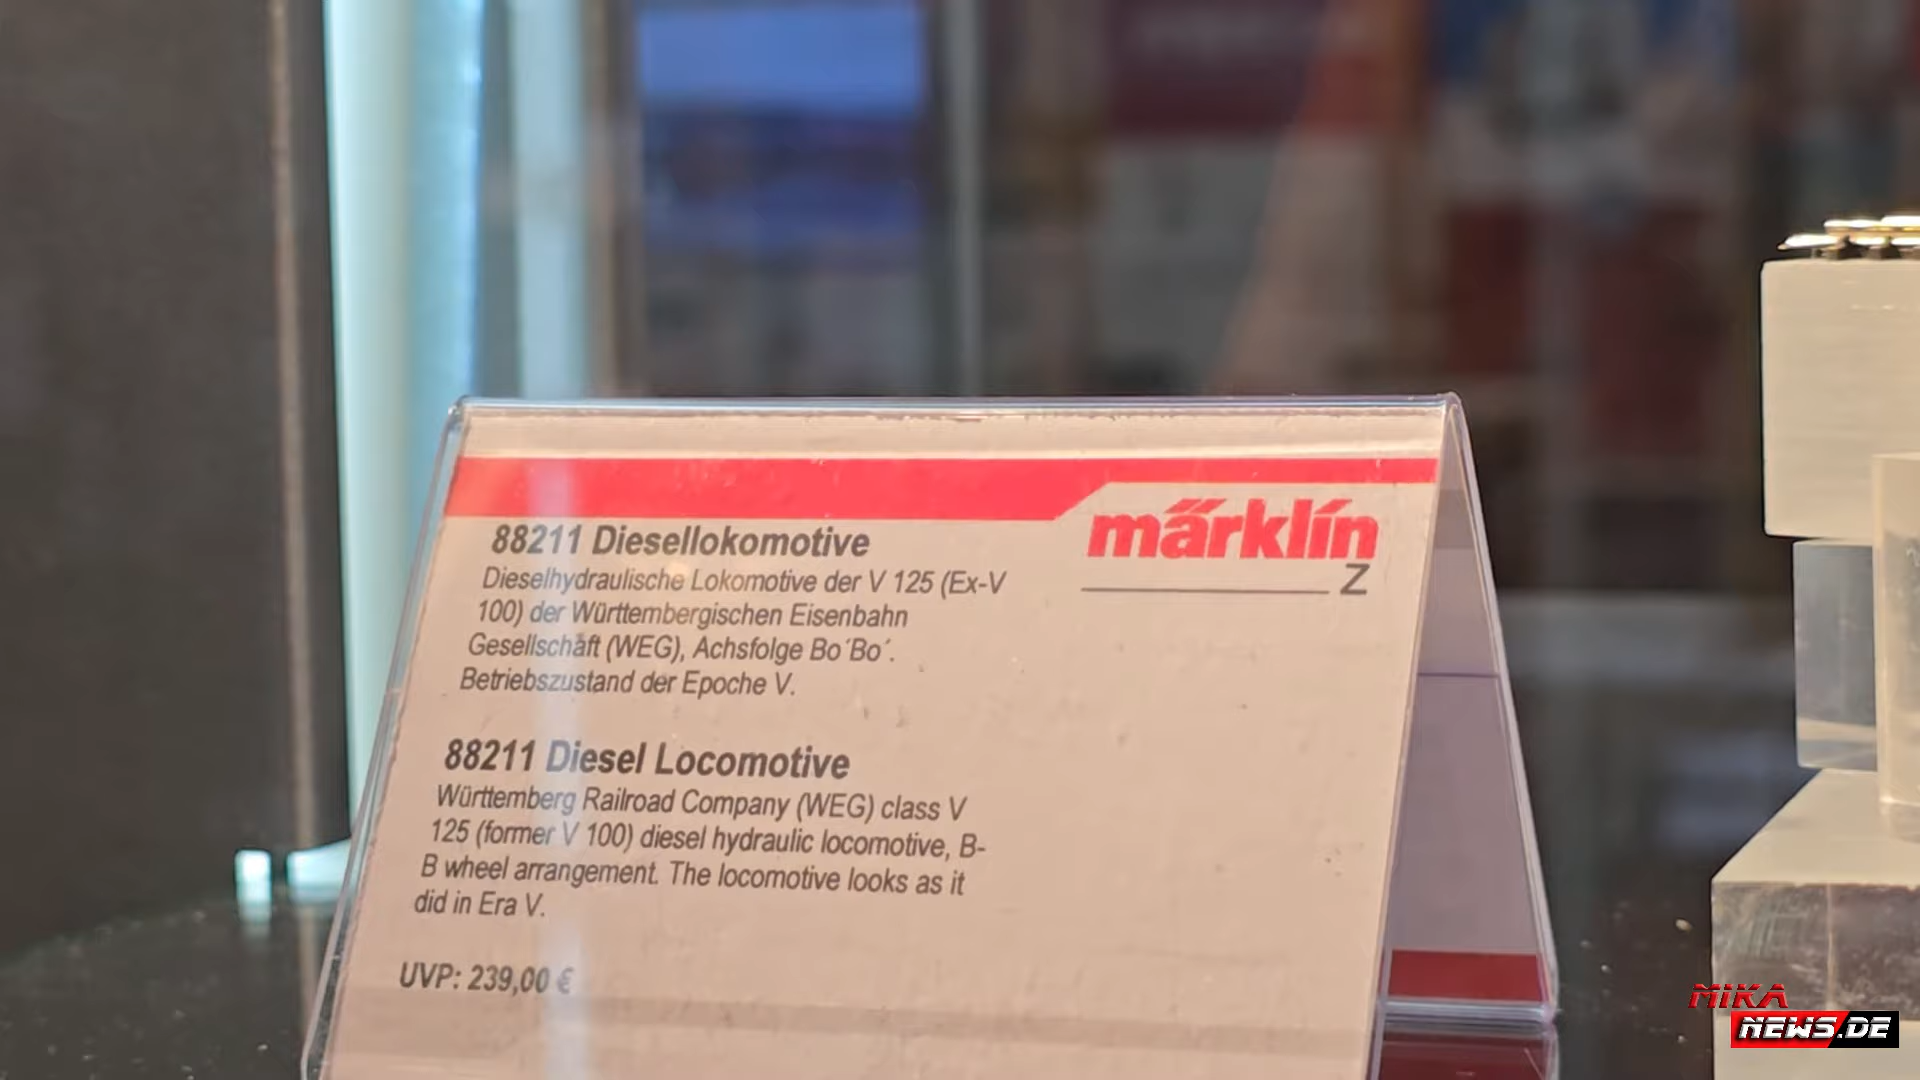 märklín
Z
88211 Diesellokomotive
Dieselhydraulische Lokomotive der V 125 (Ex-V
100) der Württembergischen Eisenbahn
Gesellschaft (WEG), Achsfolge Bo´Bo´.
Betriebszustand der Epoche V.
88211 Diesel Locomotive
Württemberg Railroad Company (WEG) class V
125 (former V 100) diesel hydraulic locomotive, B-
B wheel arrangement. The locomotive looks as it
did in Era V.
UVP: 239,00 €
MIKA
NEWS.DE